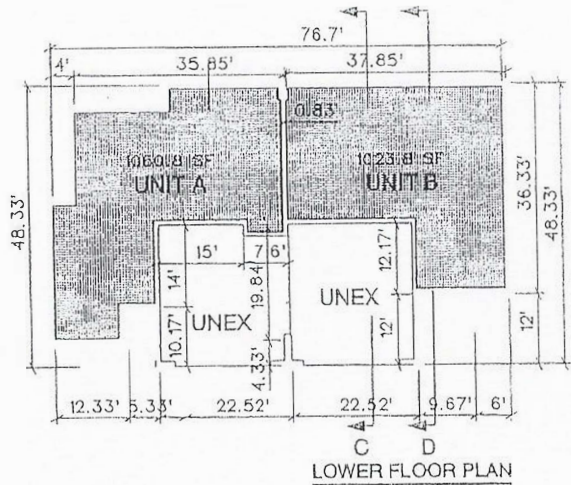 76.7'
4'
35.85'
37.85'
0.83'
1060.8 SF
UNIT A
1023.8 SF
UNIT B
48.33'
36.33'
48.33'
15'
7.6'
12.17'
14'
19.84
UNEX
UNEX
10.17'
4.33'
12'
12'
12.33'
5.33'
22.52'
22.52'
9.67'
6'
C
D
LOWER FLOOR PLAN